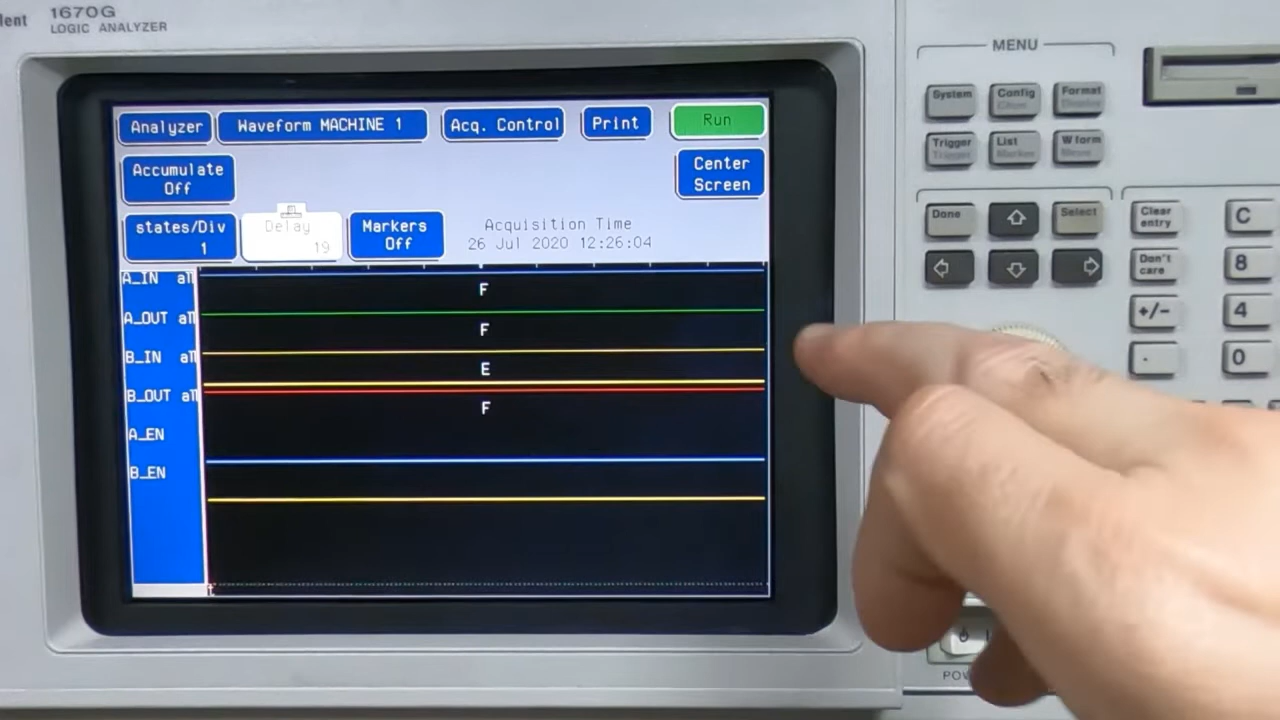 1670G
LOGIC ANALYZER
Analyzer
Waveform MACHINE 1
Acq. Control
Print
Run
Accumulate
Off
Center
Screen
states/Div
1
Delay
19
Markers
Off
Acquisition Time
26 Jul 2020 12:26:04
A_IN
F
A_OUT
F
B_IN
E
B_OUT
F
A_EN
B_EN
MENU
System
Config
Format
Trigger
Trigger
List
Marker
Done
Select
Clear
entry
C
Don't
care
8
+/-
4
.
0